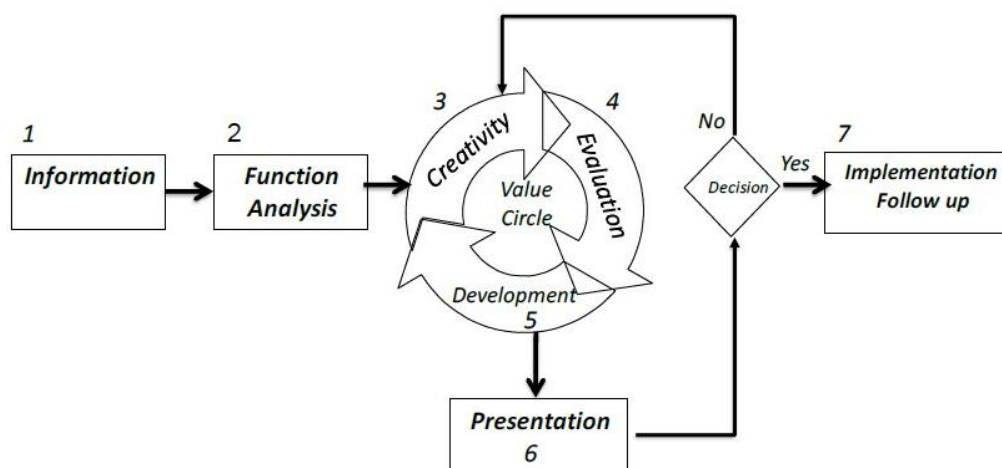 1
Information
2
Function
Analysis
3
Creativity
4
Evaluation
Value
Circle
Development
5
Presentation
6
No
Decision
Yes
7
Implementation
Follow up